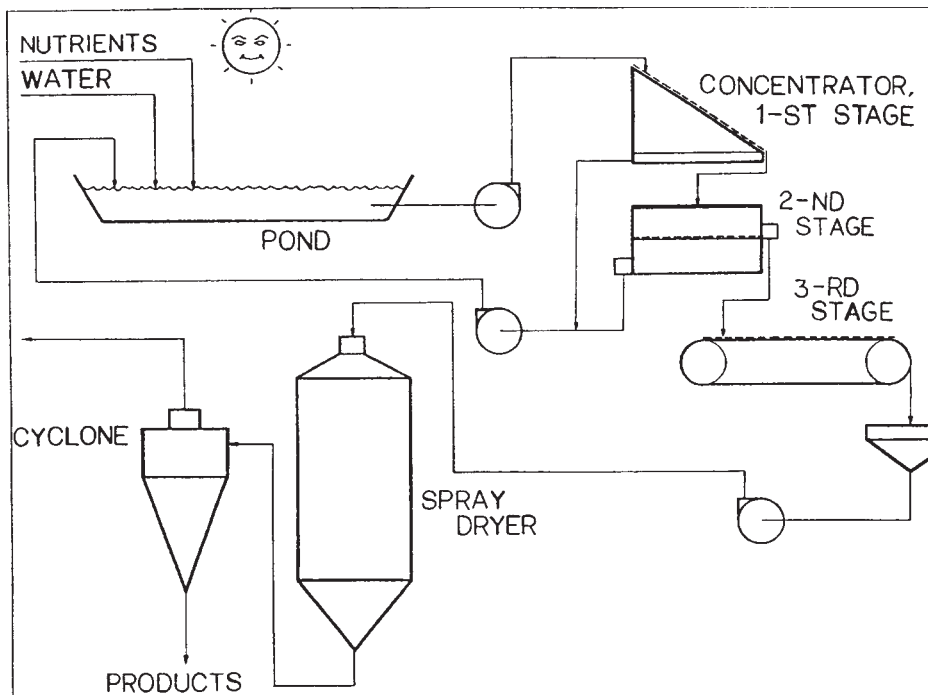 NUTRIENTS
WATER
CONCENTRATOR,
1-ST STAGE
POND
2-ND
STAGE
3-RD
STAGE
CYCLONE
SPRAY
DRYER
PRODUCTS